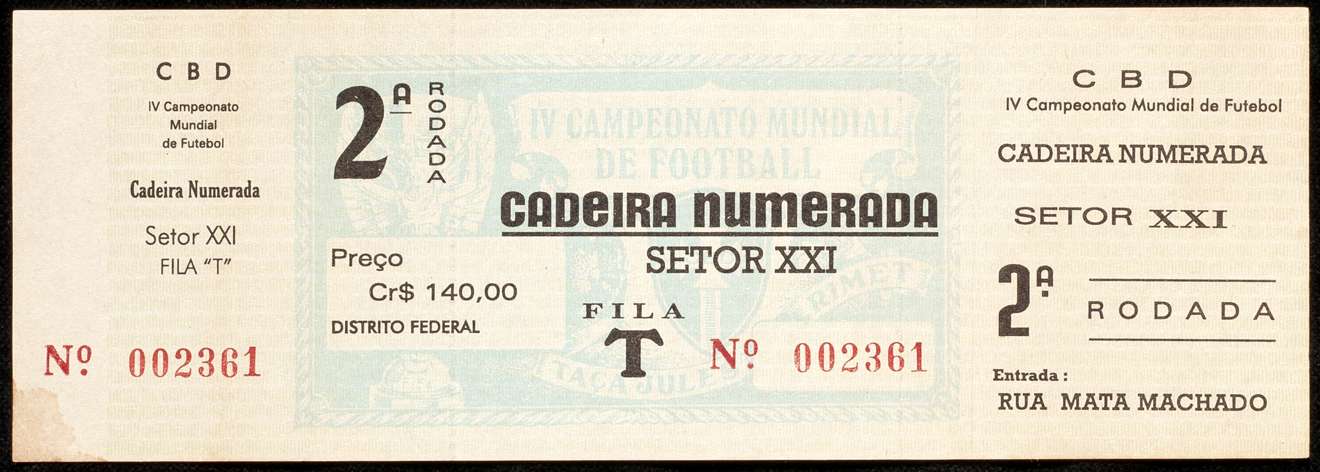 C B D
IV Campeonato
Mundial
de Futebol
Cadeira Numerada
Setor XXI
FILA "T"
Nº 002361
2ª RODADA
IV CAMPEONATO MUNDIAL
DE FOOTBALL
CADEIRA NUMERADA
SETOR XXI
Preço
Cr$ 140,00
DISTRITO FEDERAL
FILA
T
RIMET
TAÇA JULES
Nº 002361
C B D
IV Campeonato Mundial de Futebol
CADEIRA NUMERADA
SETOR XXI
2ª RODADA
Entrada :
RUA MATA MACHADO